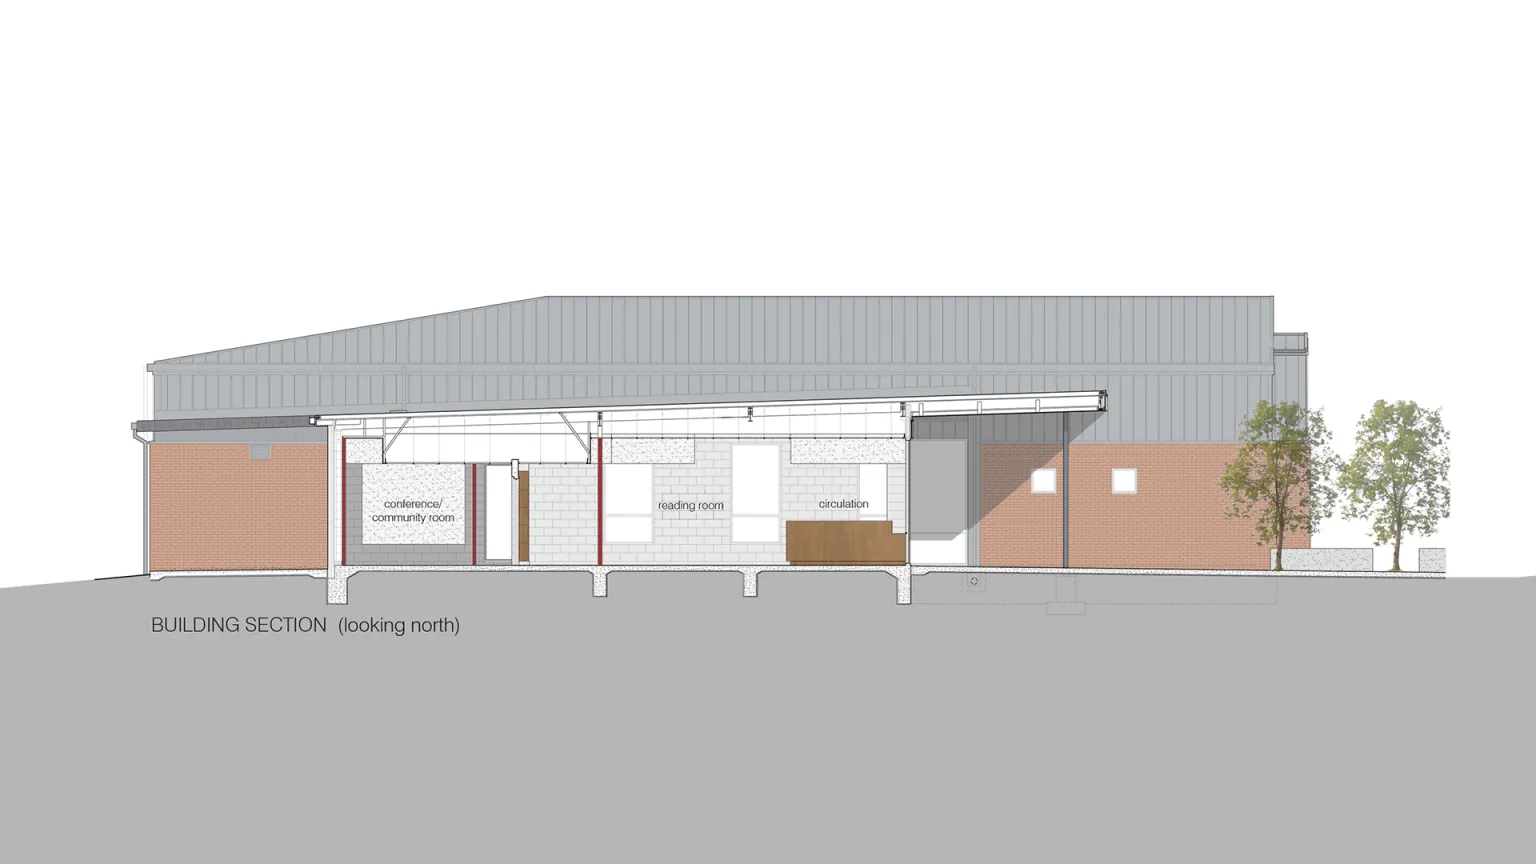 conference/
community room
reading room
circulation
BUILDING SECTION (looking north)